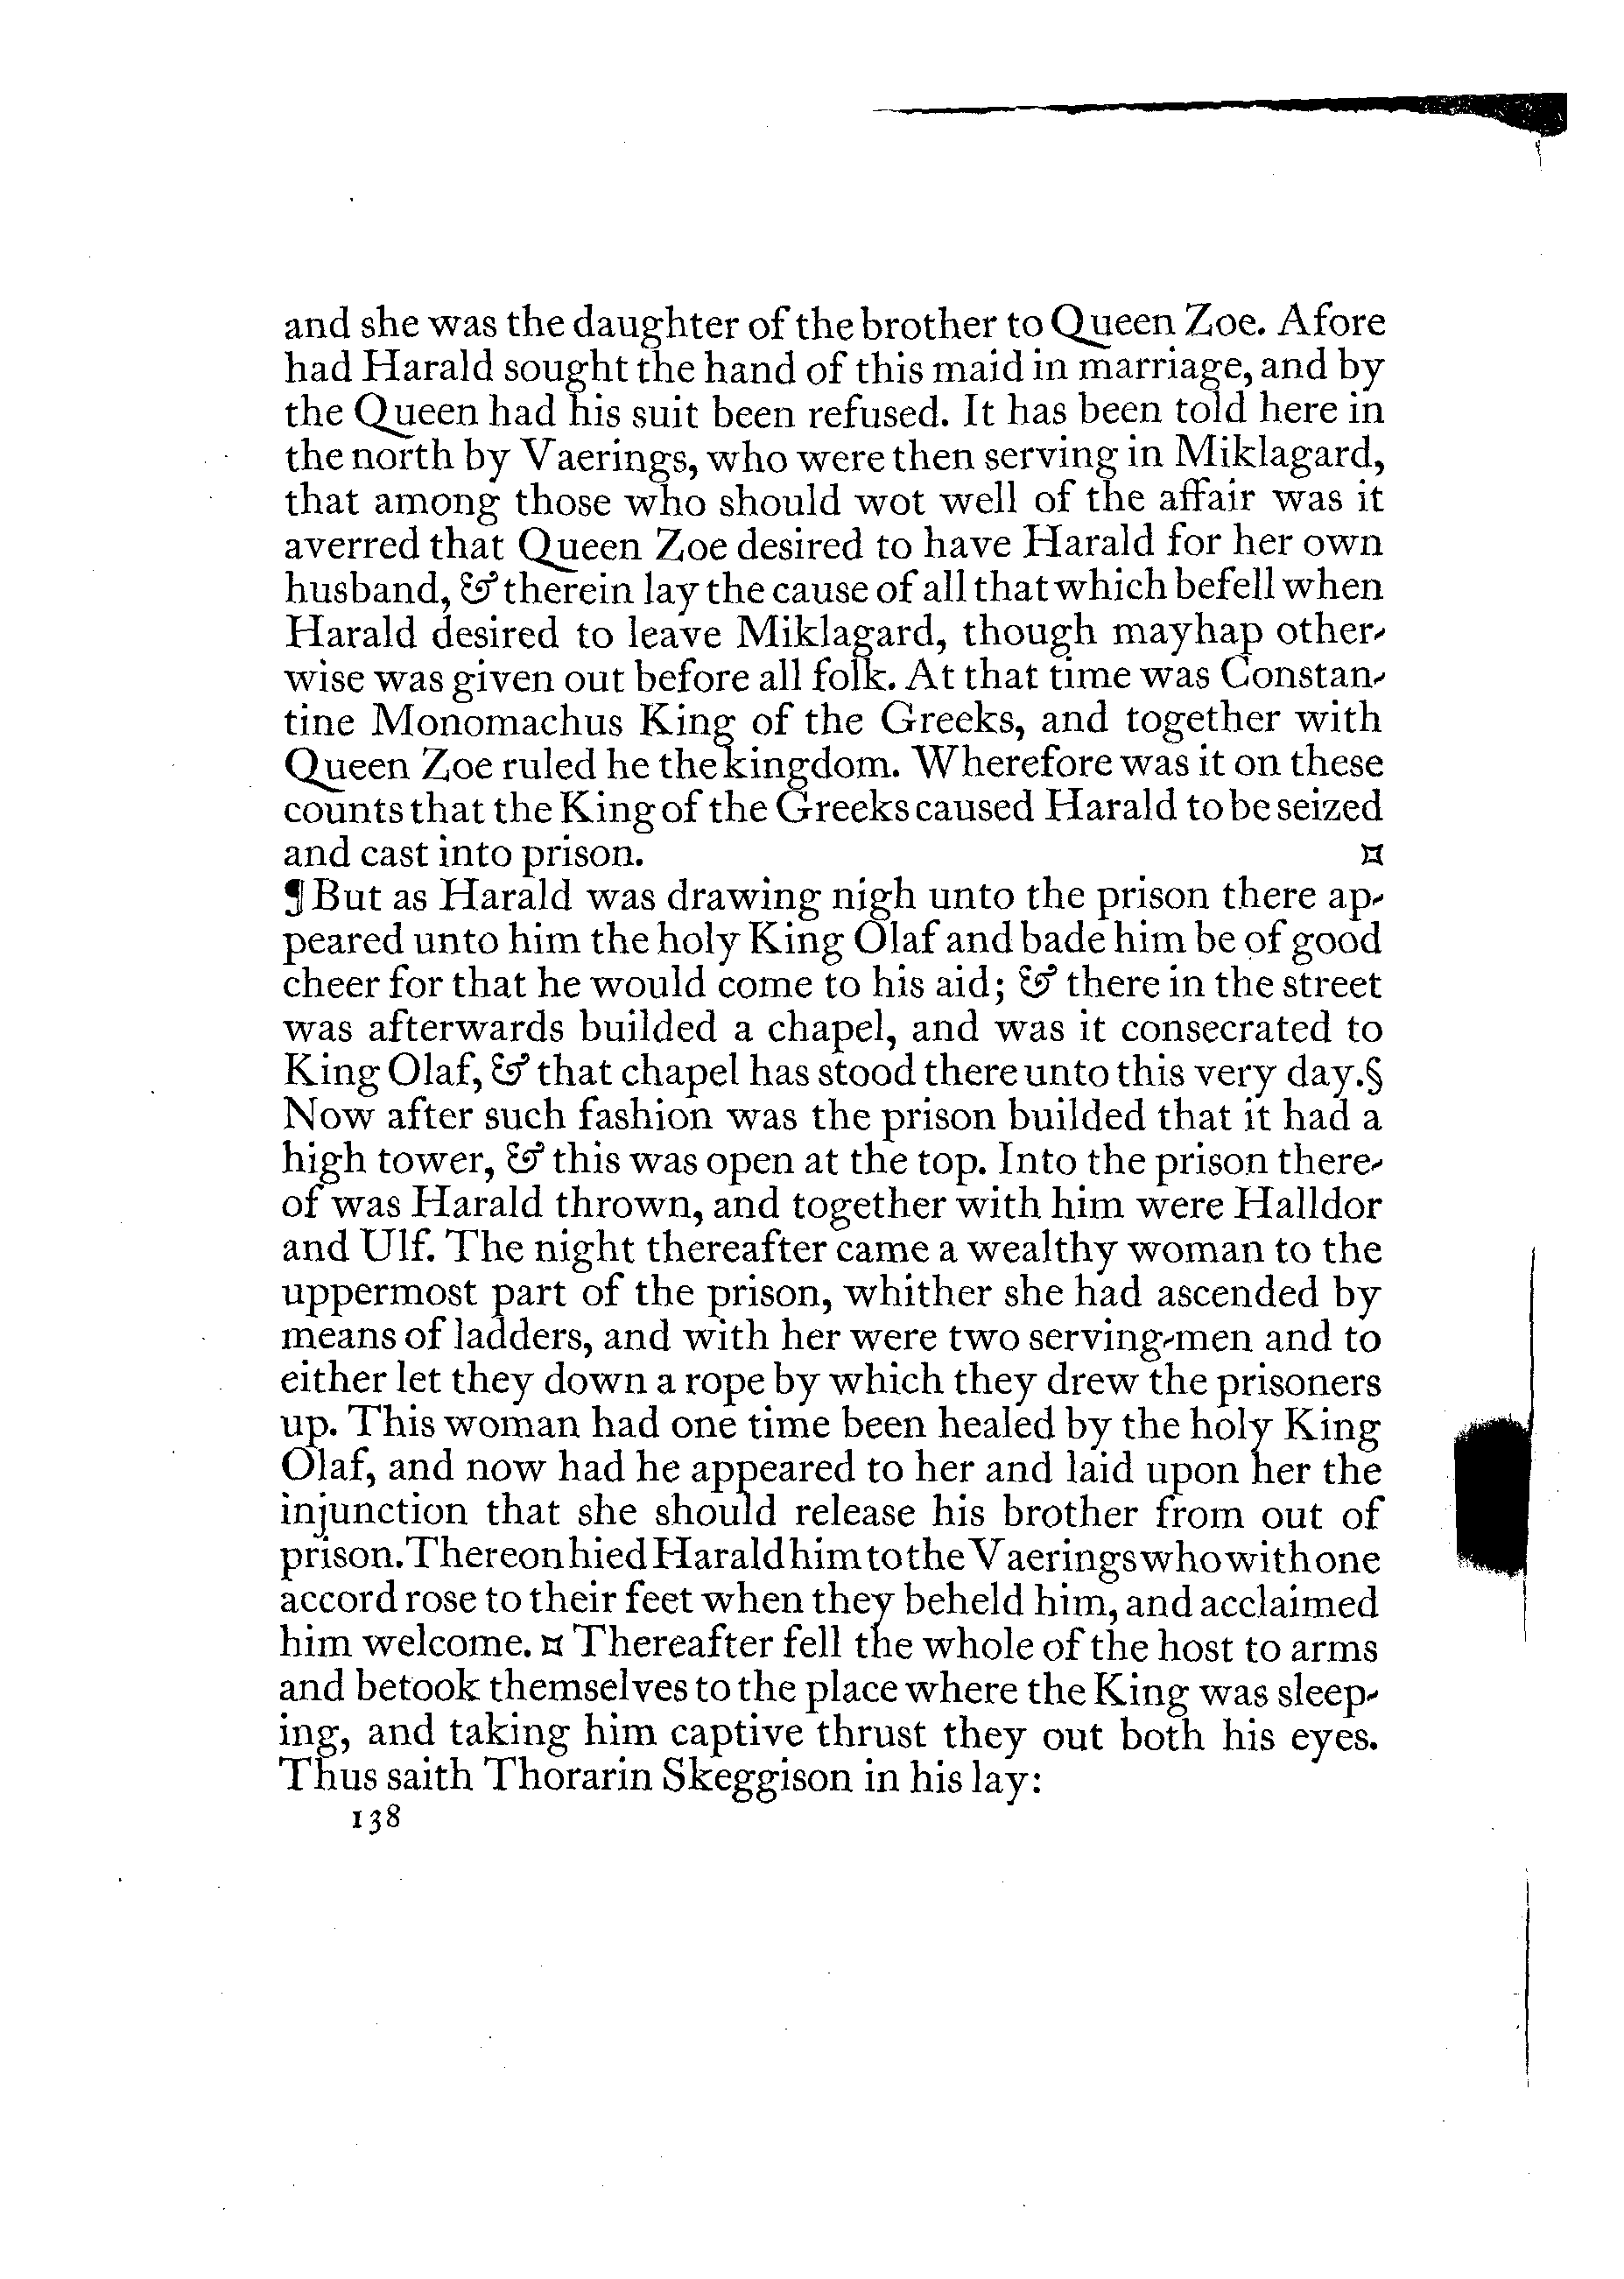 and she was the daughter of the brother to Queen Zoe. Afore
had Harald sought the hand of this maid in marriage, and by
the Queen had his suit been refused. It has been told here in
the north by Vaerings, who were then serving in Miklagard,
that among those who should wot well of the affair was it
averred that Queen Zoe desired to have Harald for her own
husband, & therein lay the cause of all that which befell when
Harald desired to leave Miklagard, though mayhap other-
wise was given out before all folk. At that time was Constan-
tine Monomachus King of the Greeks, and together with
Queen Zoe ruled he the kingdom. Wherefore was it on these
counts that the King of the Greeks caused Harald to be seized
and cast into prison. ¤
¶ But as Harald was drawing nigh unto the prison there ap-
peared unto him the holy King Olaf and bade him be of good
cheer for that he would come to his aid; & there in the street
was afterwards builded a chapel, and was it consecrated to
King Olaf, & that chapel has stood there unto this very day.§
Now after such fashion was the prison builded that it had a
high tower, & this was open at the top. Into the prison there-
of was Harald thrown, and together with him were Halldor
and Ulf. The night thereafter came a wealthy woman to the
uppermost part of the prison, whither she had ascended by
means of ladders, and with her were two serving-men and to
either let they down a rope by which they drew the prisoners
up. This woman had one time been healed by the holy King
Olaf, and now had he appeared to her and laid upon her the
injunction that she should release his brother from out of
prison. Thereon hied Harald him to the Vaerings who with one
accord rose to their feet when they beheld him, and acclaimed
him welcome. ¤ Thereafter fell the whole of the host to arms
and betook themselves to the place where the King was sleep-
ing, and taking him captive thrust they out both his eyes.
Thus saith Thorarin Skeggison in his lay:
138